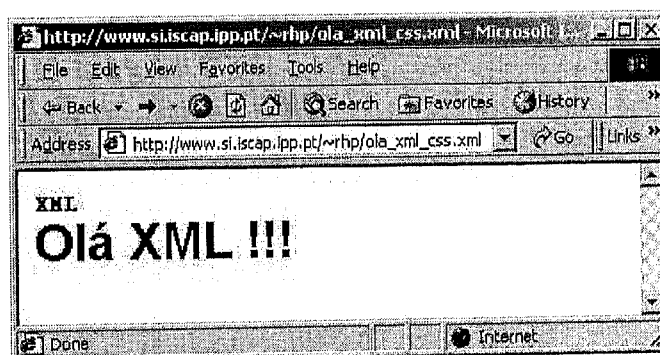 http://www.si.iscap.ipp.pt/~rhp/ola_xml_css.xml - Microsoft I...
File Edit View Favorites Tools Help
Back Search Favorites History »
Address http://www.si.iscap.ipp.pt/~rhp/ola_xml_css.xml Go Links »
XML
Olá XML !!!
Done Internet